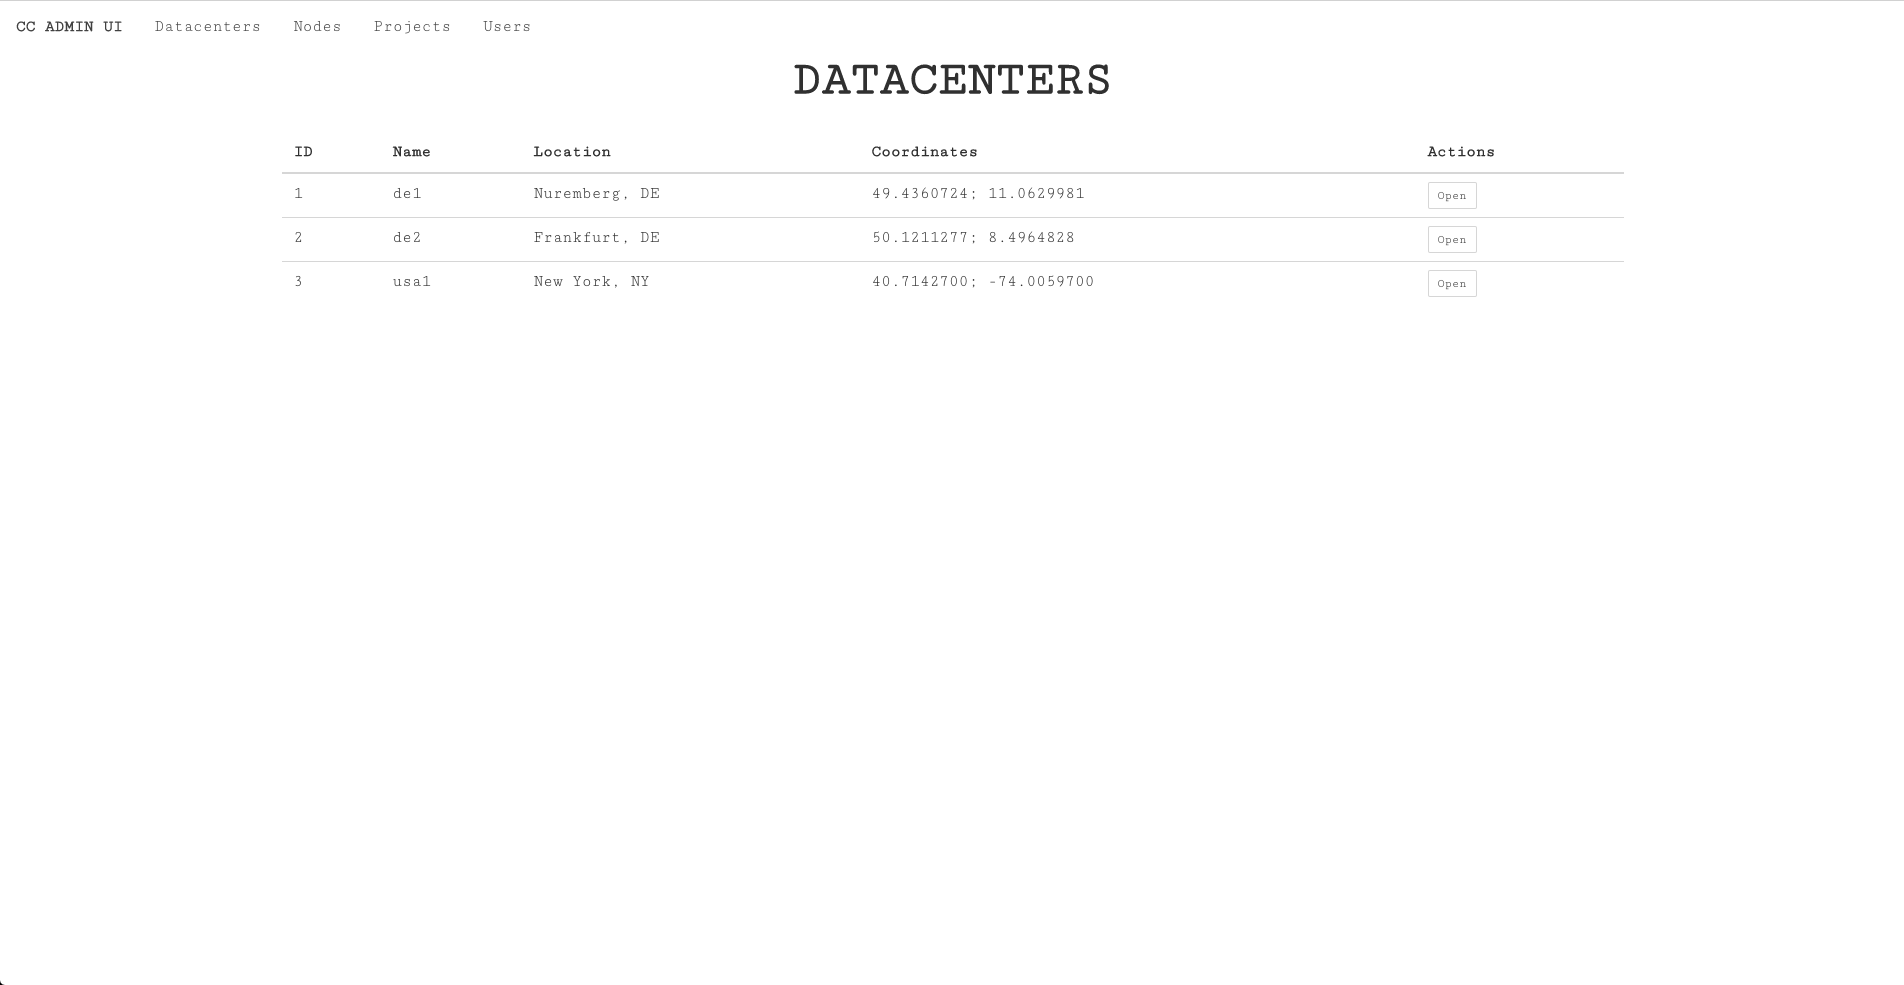 CC ADMIN UI Datacenters Nodes Projects Users
DATACENTERS
ID Name Location Coordinates Actions
1 de1 Nuremberg, DE 49.4360724; 11.0629981 Open
2 de2 Frankfurt, DE 50.1211277; 8.4964828 Open
3 usa1 New York, NY 40.7142700; -74.0059700 Open